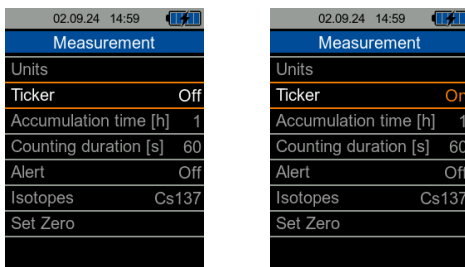 02.09.24 14:59
Measurement
Units
Ticker Off
Accumulation time [h] 1
Counting duration [s] 60
Alert Off
Isotopes Cs137
Set Zero
02.09.24 14:59
Measurement
Units
Ticker On
Accumulation time [h] 1
Counting duration [s] 60
Alert Off
Isotopes Cs137
Set Zero